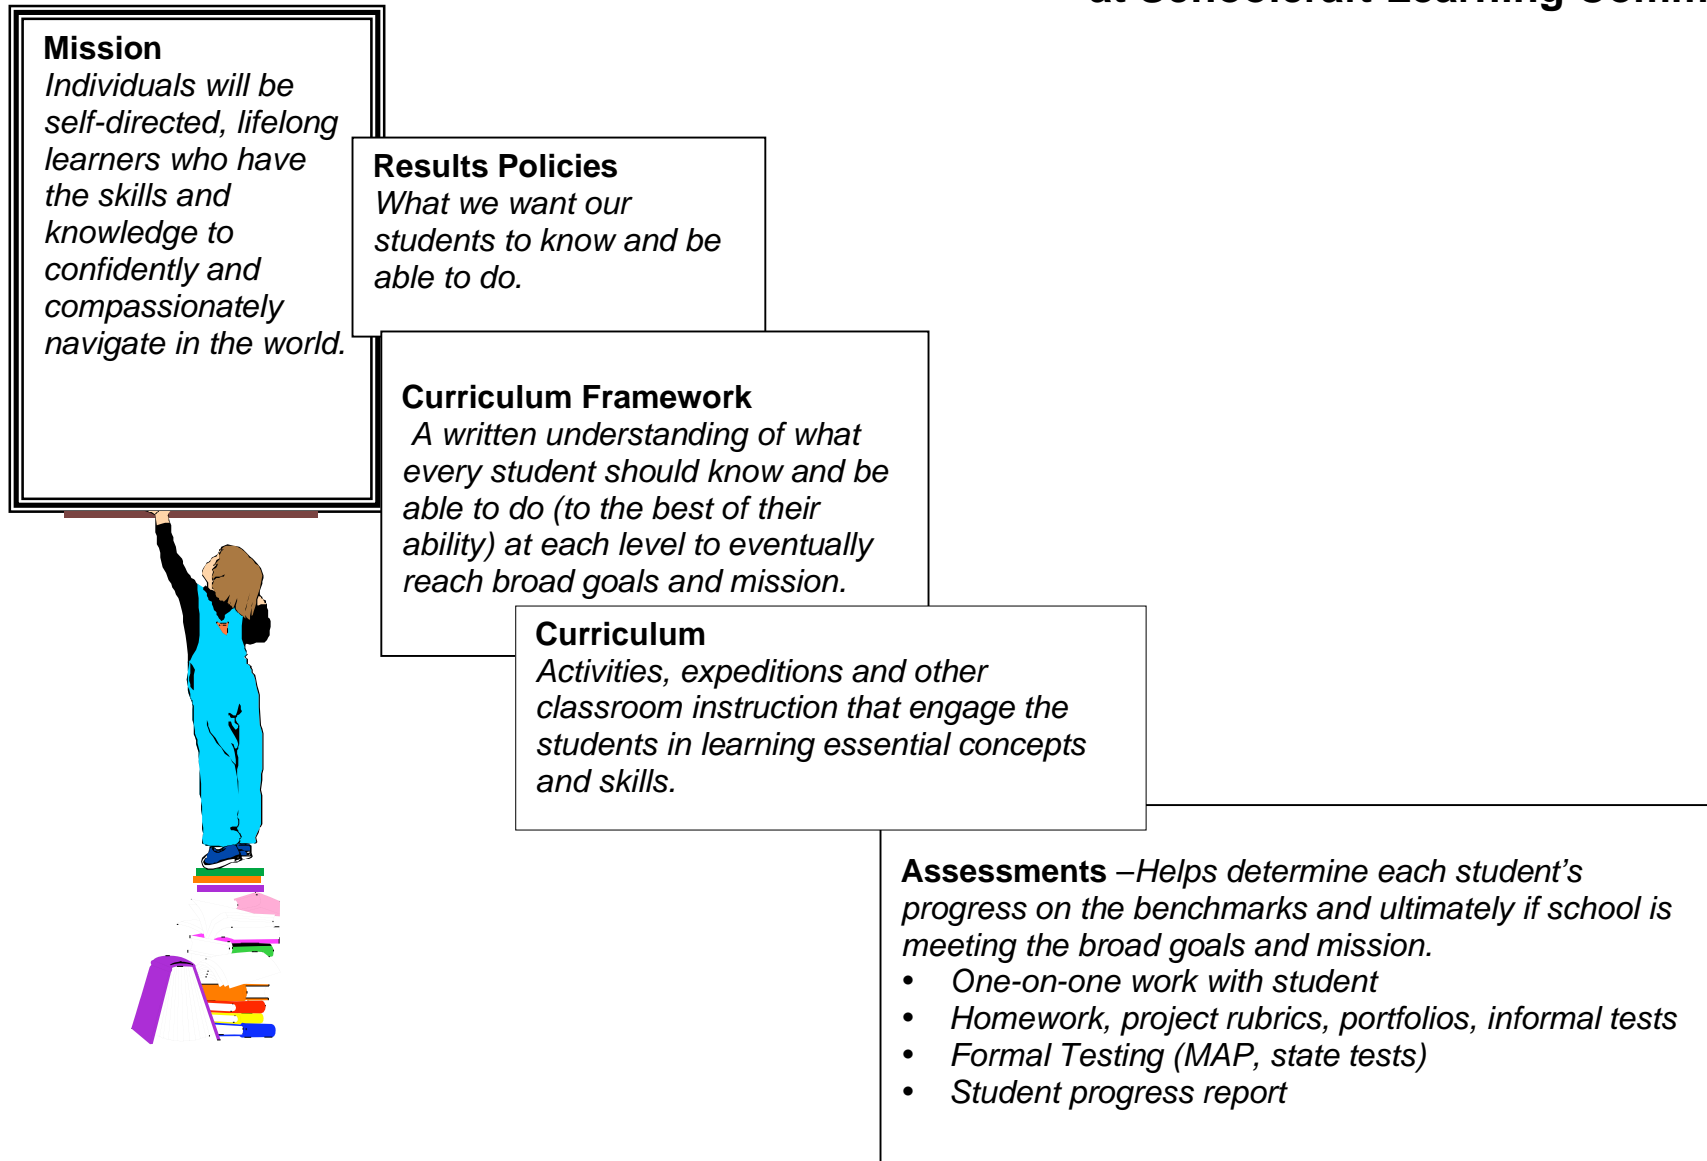 at Schoolcraft Learning Comm
Mission
Individuals will be
self-directed, lifelong
learners who have
the skills and
knowledge to
confidently and
compassionately
navigate in the world.
Results Policies
What we want our
students to know and be
able to do.
Curriculum Framework
A written understanding of what
every student should know and be
able to do (to the best of their
ability) at each level to eventually
reach broad goals and mission.
Curriculum
Activities, expeditions and other
classroom instruction that engage the
students in learning essential concepts
and skills.
Assessments –Helps determine each student’s
progress on the benchmarks and ultimately if school is
meeting the broad goals and mission.
• One-on-one work with student
• Homework, project rubrics, portfolios, informal tests
• Formal Testing (MAP, state tests)
• Student progress report